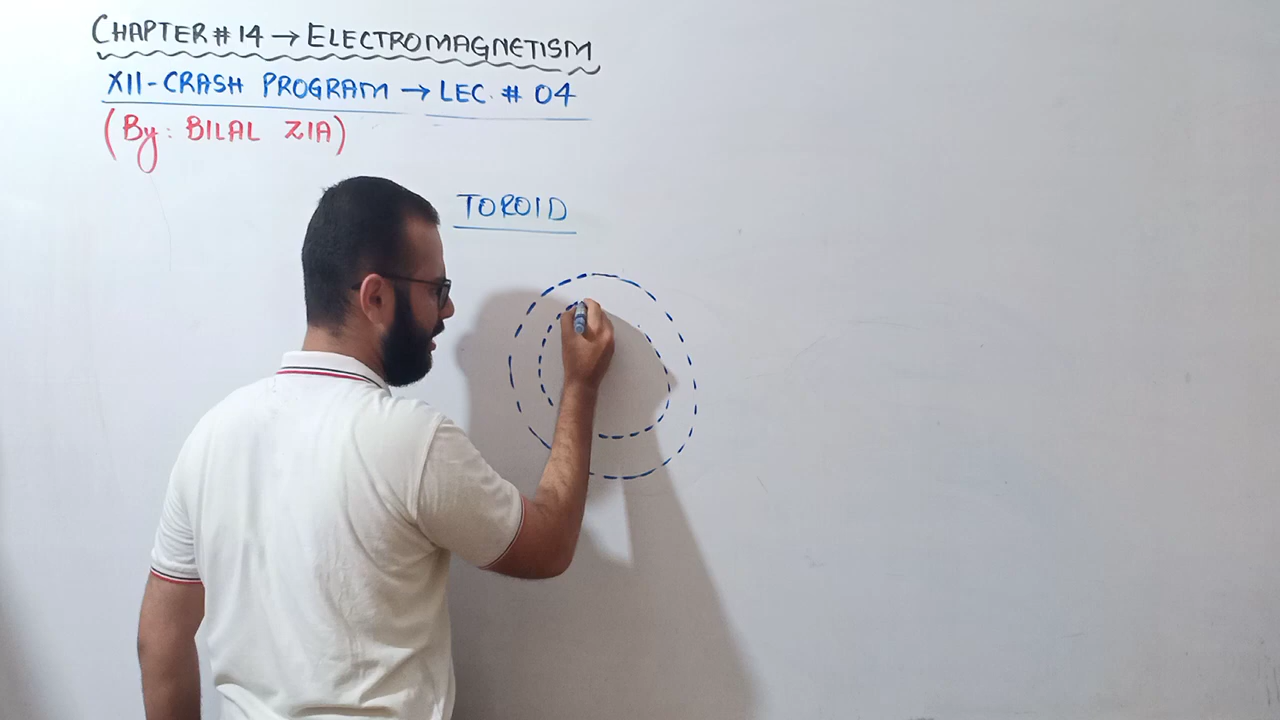 CHAPTER # 14 → ELECTROMAGNETISM
XII-CRASH PROGRAM → LEC. # 04
(By: BILAL ZIA)
TOROID